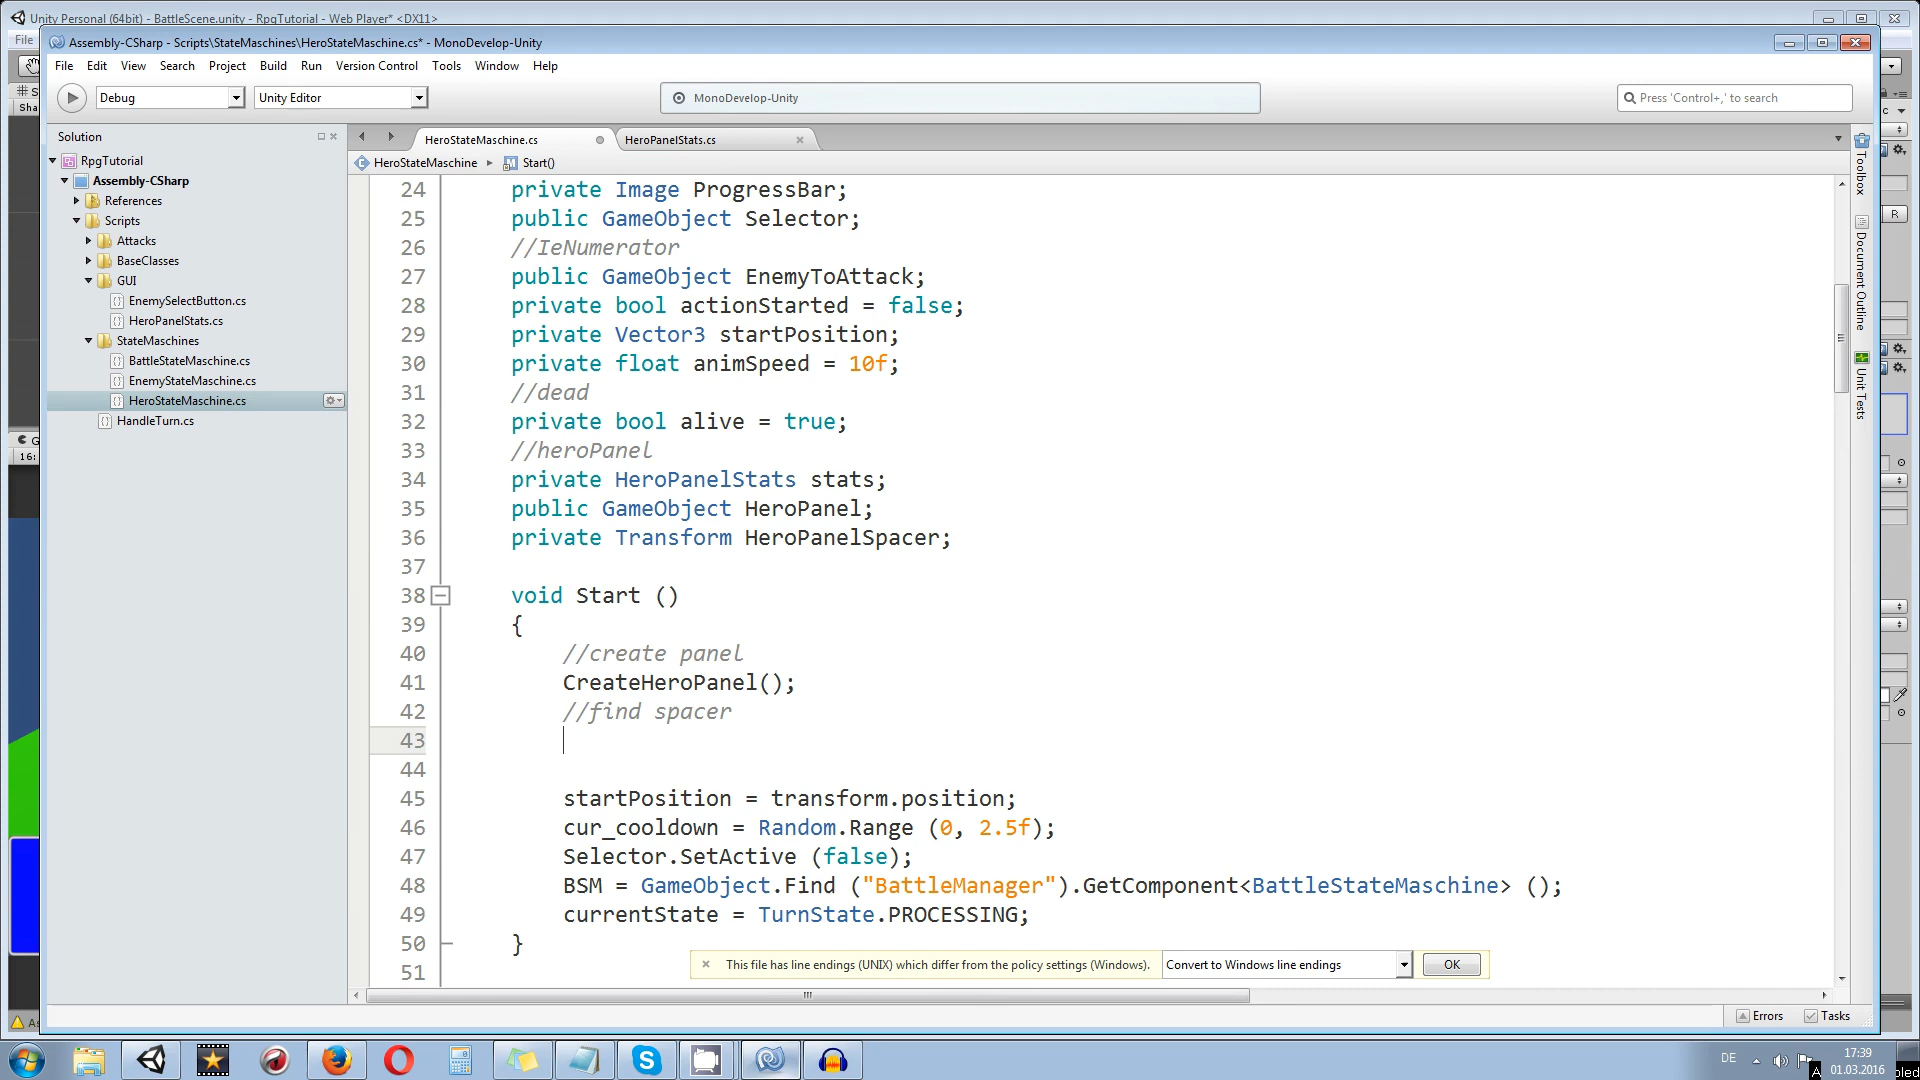 Unity Personal (64bit) - BattleScene.unity - RpgTutorial - Web Player* <DX11>
File
Assembly-CSharp - Scripts\StateMaschines\HeroStateMaschine.cs* - MonoDevelop-Unity
File Edit View Search Project Build Run Version Control Tools Window Help
Debug Unity Editor MonoDevelop-Unity Press 'Control+,' to search
Sha
Solution
HeroStateMaschine.cs HeroPanelStats.cs
HeroStateMaschine Start()
RpgTutorial
Assembly-CSharp
References
Scripts
Attacks
BaseClasses
GUI
EnemySelectButton.cs
HeroPanelStats.cs
StateMaschines
BattleStateMaschine.cs
EnemyStateMaschine.cs
HeroStateMaschine.cs
HandleTurn.cs
16:
24 private Image ProgressBar;
25 public GameObject Selector;
26 //IeNumerator
27 public GameObject EnemyToAttack;
28 private bool actionStarted = false;
29 private Vector3 startPosition;
30 private float animSpeed = 10f;
31 //dead
32 private bool alive = true;
33 //heroPanel
34 private HeroPanelStats stats;
35 public GameObject HeroPanel;
36 private Transform HeroPanelSpacer;
37
38 void Start ()
39 {
40 //create panel
41 CreateHeroPanel();
42 //find spacer
43
44
45 startPosition = transform.position;
46 cur_cooldown = Random.Range (0, 2.5f);
47 Selector.SetActive (false);
48 BSM = GameObject.Find ("BattleManager").GetComponent<BattleStateMaschine> ();
49 currentState = TurnState.PROCESSING;
50 }
51
This file has line endings (UNIX) which differ from the policy settings (Windows). Convert to Windows line endings OK
Toolbox
Document Outline
Unit Tests
R
Errors Tasks
DE
17:39
01.03.2016